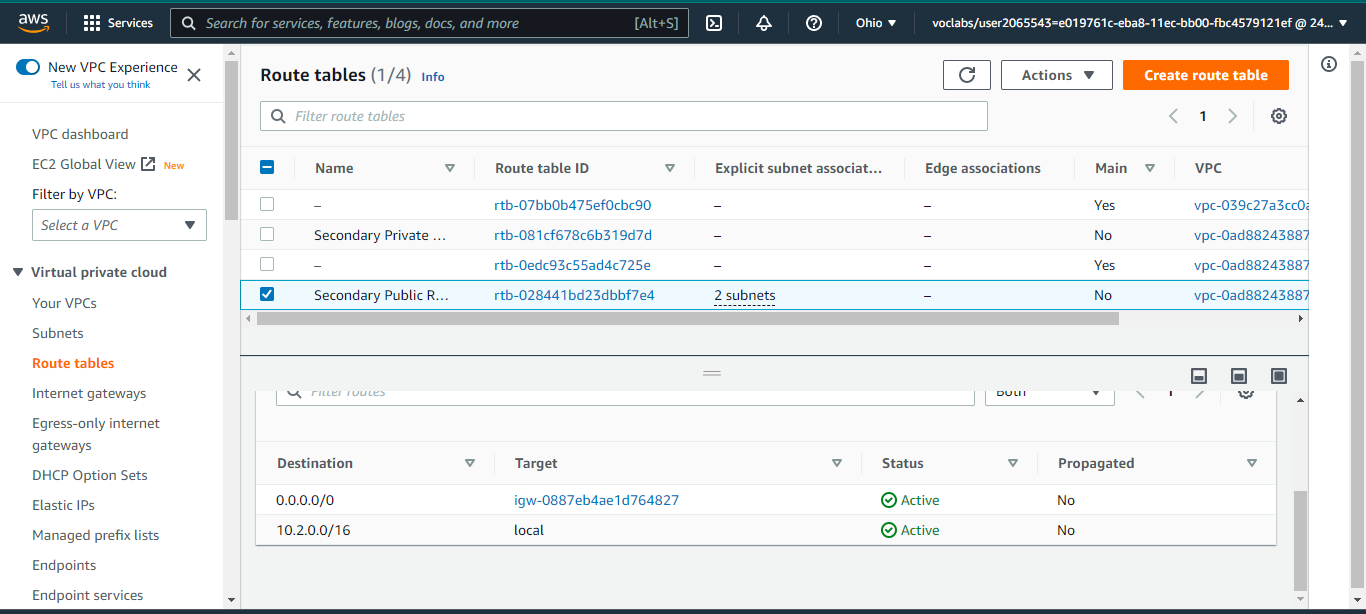 aws
Services
Search for services, features, blogs, docs, and more
[Alt+S]
Ohio
voclabs/user2065543=e019761c-eba8-11ec-bb00-fbc4579121ef @ 24...
New VPC Experience
Tell us what you think
VPC dashboard
EC2 Global View New
Filter by VPC:
Select a VPC
Virtual private cloud
Your VPCs
Subnets
Route tables
Internet gateways
Egress-only internet
gateways
DHCP Option Sets
Elastic IPs
Managed prefix lists
Endpoints
Endpoint services
Route tables (1/4) Info
Actions
Create route table
Filter route tables
1
Name Route table ID Explicit subnet associat... Edge associations Main VPC
– rtb-07bb0b475ef0cbc90 – – Yes vpc-039c27a3cc0a
Secondary Private ... rtb-081cf678c6b319d7d – – No vpc-0ad88243887
– rtb-0edc93c55ad4c725e – – Yes vpc-0ad88243887
Secondary Public R... rtb-028441bd23dbbf7e4 2 subnets – No vpc-0ad88243887
Filter routes
Both
1
Destination Target Status Propagated
0.0.0.0/0 igw-0887eb4ae1d764827 Active No
10.2.0.0/16 local Active No